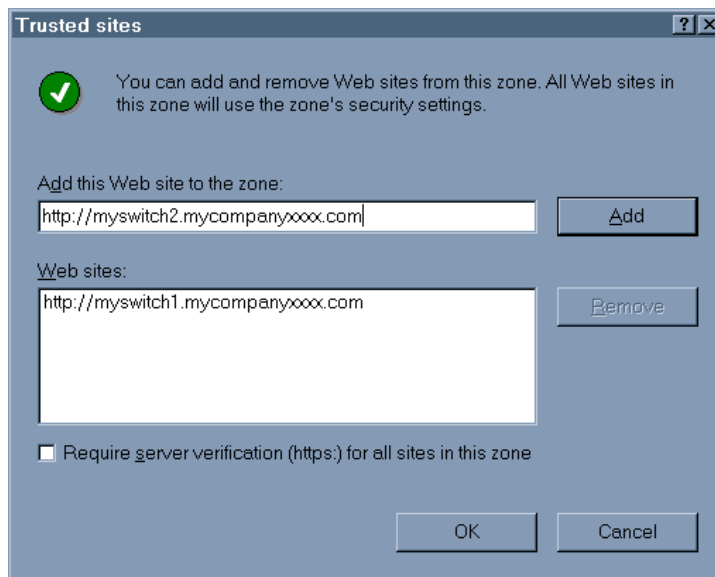 Trusted sites
You can add and remove Web sites from this zone. All Web sites in
this zone will use the zone's security settings.
Add this Web site to the zone:
http://myswitch2.mycompanyxxxx.com
Add
Web sites:
http://myswitch1.mycompanyxxxx.com
Remove
Require server verification (https:) for all sites in this zone
OK
Cancel